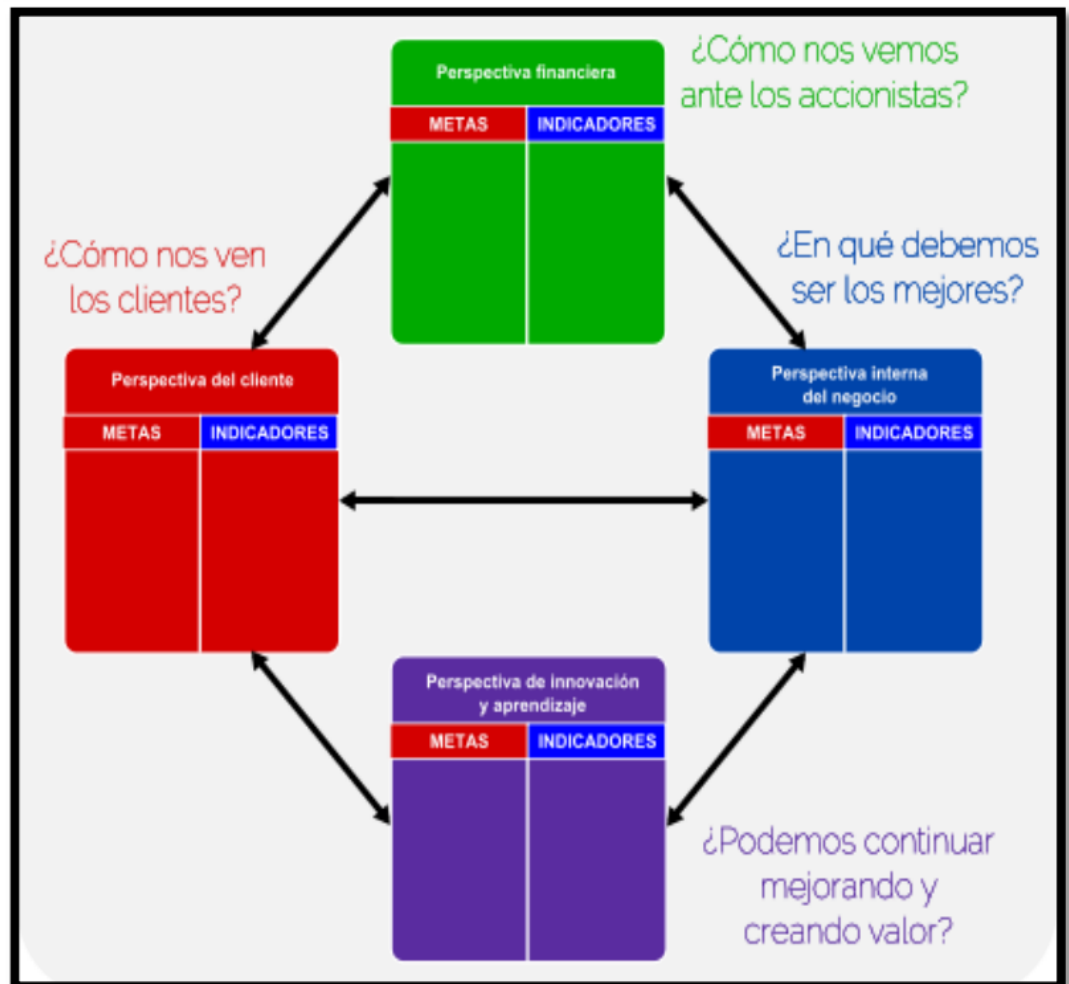 Perspectiva financiera
METAS
INDICADORES
¿Cómo nos vemos
ante los accionistas?
¿Cómo nos ven
los clientes?
Perspectiva del cliente
METAS
INDICADORES
¿En qué debemos
ser los mejores?
Perspectiva interna
del negocio
METAS
INDICADORES
Perspectiva de innovación
y aprendizaje
METAS
INDICADORES
¿Podemos continuar
mejorando y
creando valor?